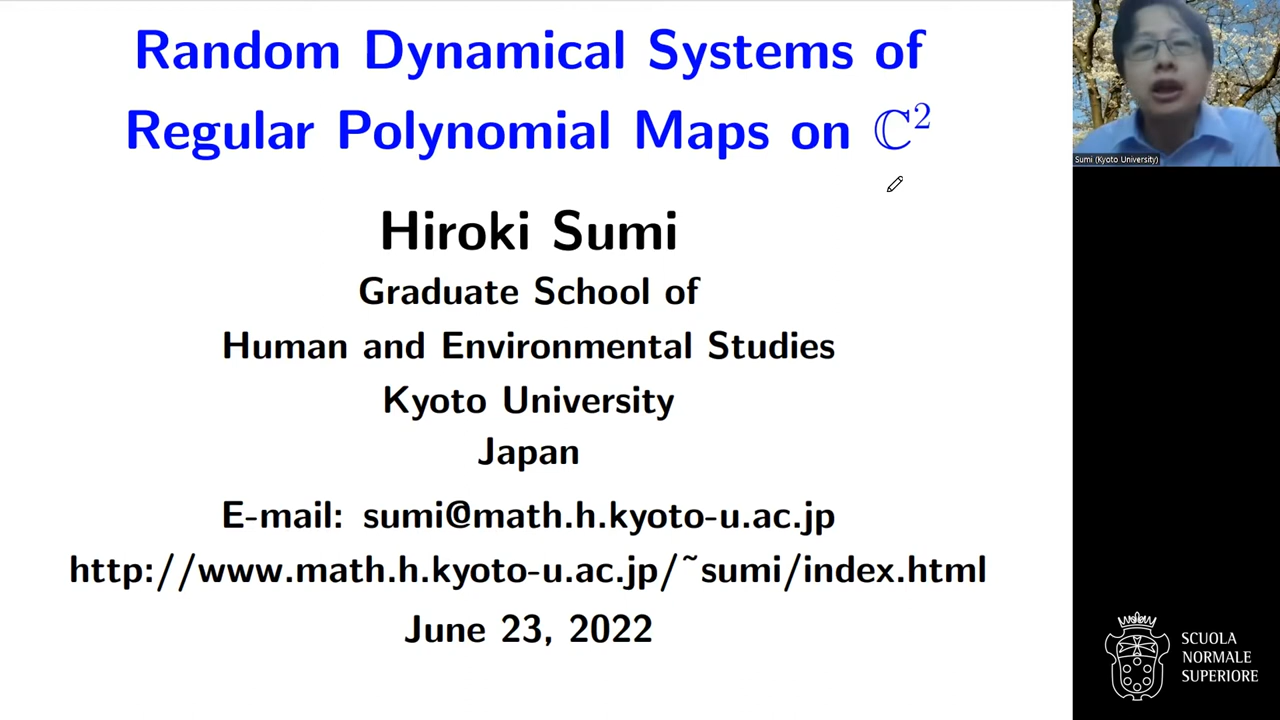 Random Dynamical Systems of
Regular Polynomial Maps on ℂ²
Hiroki Sumi
Graduate School of
Human and Environmental Studies
Kyoto University
Japan
E-mail: sumi@math.h.kyoto-u.ac.jp
http://www.math.h.kyoto-u.ac.jp/~sumi/index.html
June 23, 2022
Sumi (Kyoto University)
SCUOLA
NORMALE
SUPERIORE